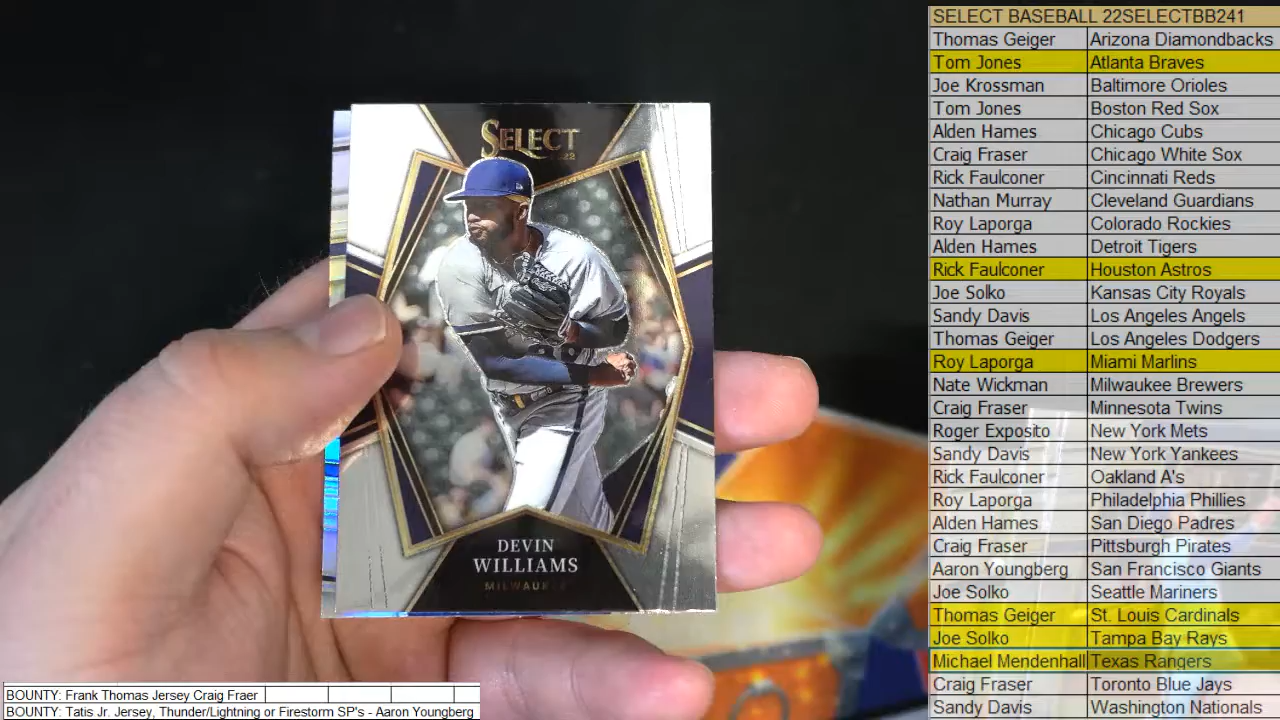 SELECT
DEVIN
WILLIAMS
SELECT BASEBALL 22SELECTBB241
Thomas Geiger Arizona Diamondbacks
Tom Jones Atlanta Braves
Joe Krossman Baltimore Orioles
Tom Jones Boston Red Sox
Alden Hames Chicago Cubs
Craig Fraser Chicago White Sox
Rick Faulconer Cincinnati Reds
Nathan Murray Cleveland Guardians
Roy Laporga Colorado Rockies
Alden Hames Detroit Tigers
Rick Faulconer Houston Astros
Joe Solko Kansas City Royals
Sandy Davis Los Angeles Angels
Thomas Geiger Los Angeles Dodgers
Roy Laporga Miami Marlins
Nate Wickman Milwaukee Brewers
Craig Fraser Minnesota Twins
Roger Exposito New York Mets
Sandy Davis New York Yankees
Rick Faulconer Oakland A's
Roy Laporga Philadelphia Phillies
Alden Hames San Diego Padres
Craig Fraser Pittsburgh Pirates
Aaron Youngberg San Francisco Giants
Joe Solko Seattle Mariners
Thomas Geiger St. Louis Cardinals
Joe Solko Tampa Bay Rays
Michael Mendenhall Texas Rangers
Craig Fraser Toronto Blue Jays
Sandy Davis Washington Nationals
BOUNTY: Frank Thomas Jersey Craig Fraer
BOUNTY: Tatis Jr. Jersey, Thunder/Lightning or Firestorm SP's - Aaron Youngberg